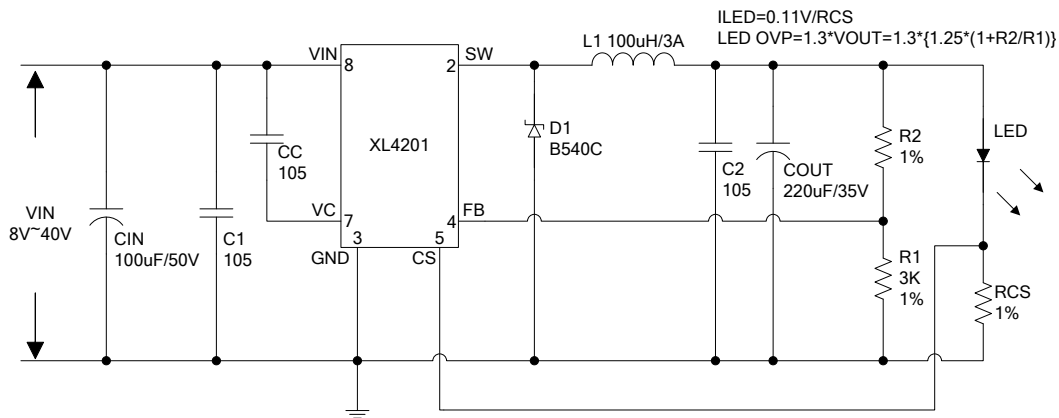 ILED=0.11V/RCS
LED OVP=1.3*VOUT=1.3*{1.25*(1+R2/R1)}
L1 100uH/3A
VIN
8
2
SW
D1
B540C
LED
R2
1%
CC
105
XL4201
C2
105
COUT
220uF/35V
VC
7
4
FB
VIN
8V~40V
CIN
100uF/50V
C1
105
3
5
GND
CS
R1
3K
1%
RCS
1%